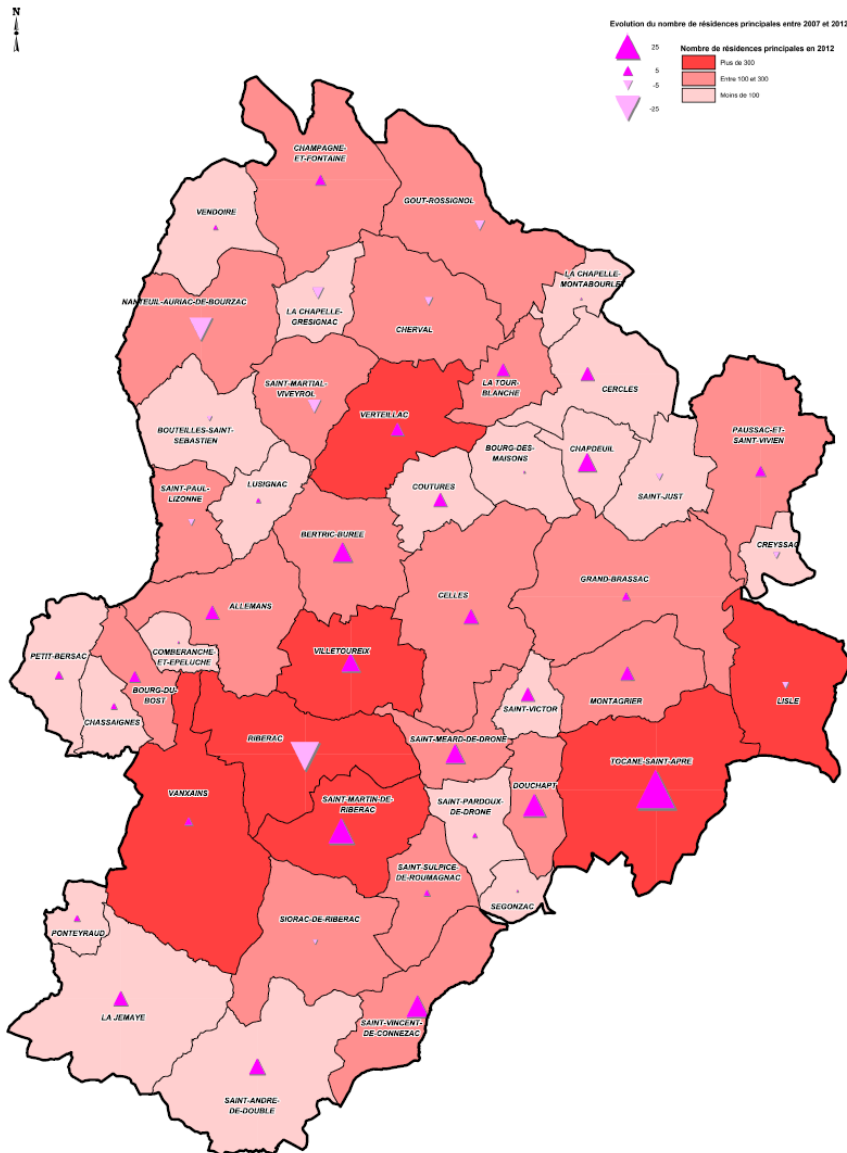 N
Evolution du nombre de résidences principales entre 2007 et 2012
25
5
-5
-25
Nombre de résidences principales en 2012
Plus de 300
Entre 100 et 300
Moins de 100
CHAMPAGNE-
ET-FONTAINE
VENDOIRE
GOUT-ROSSIGNOL
LA CHAPELLE-
MONTABOURLET
NANTEUIL-AURIAC-DE-BOURZAC
LA CHAPELLE-
GRESIGNAC
CHERVAL
SAINT-MARTIAL-
VIVEYROL
LA TOUR-
BLANCHE
CERCLES
VERTEILLAC
BOUTEILLES-SAINT-
SEBASTIEN
PAUSSAC-ET-
SAINT-VIVIEN
BOURG-DES-
MAISONS
CHAPDEUIL
SAINT-JUST
LUSIGNAC
COUTURES
SAINT-PAUL-
LIZONNE
BERTRIC-BUREE
CREYSSAC
GRAND-BRASSAC
CELLES
ALLEMANS
COMBERANCHE-
ET-EPELUCHE
VILLETOUREIX
PETIT-BERSAC
BOURG-DU-
BOST
CHASSAIGNES
SAINT-VICTOR
MONTAGRIER
LISLE
RIBERAC
SAINT-MEARD-DE-DRONE
TOCANE-SAINT-APRE
VANXAINS
SAINT-MARTIN-DE-
RIBERAC
SAINT-PARDOUX-
DE-DRONE
DOUCHAPT
SAINT-SULPICE-
DE-ROUMAGNAC
SEGONZAC
PONTEYRAUD
SIORAC-DE-RIBERAC
LA JEMAYE
SAINT-VINCENT-
DE-CONNEZAC
SAINT-ANDRE-
DE-DOUBLE